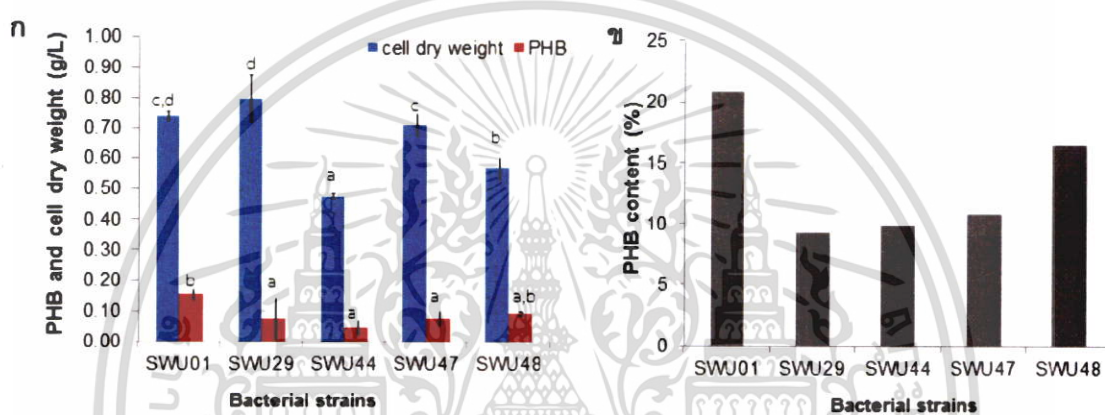 ก
PHB and cell dry weight (g/L)
1.00
0.90
0.80
0.70
0.60
0.50
0.40
0.30
0.20
0.10
0.00
cell dry weight PHB
c,d
b
d
a
a
a
c
a
b
a,b
SWU01 SWU29 SWU44 SWU47 SWU48
Bacterial strains
ข
PHB content (%)
25
20
15
10
5
0
SWU01 SWU29 SWU44 SWU47 SWU48
Bacterial strains